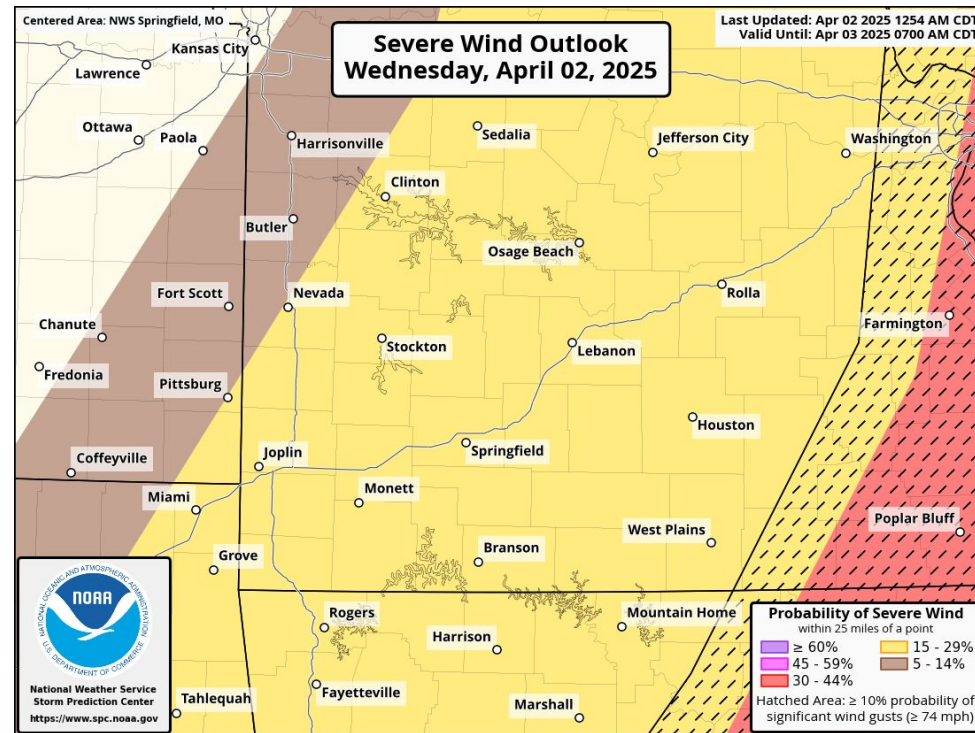 Centered Area: NWS Springfield, MO
Severe Wind Outlook
Wednesday, April 02, 2025
Last Updated: Apr 02 2025 1254 AM CDT
Valid Until: Apr 03 2025 0700 AM CDT
Kansas City
Lawrence
Ottawa
Paola
Harrisonville
Sedalia
Jefferson City
Washington
Clinton
Butler
Osage Beach
Fort Scott
Nevada
Rolla
Chanute
Stockton
Lebanon
Farmington
Fredonia
Pittsburg
Houston
Coffeyville
Joplin
Springfield
Miami
Monett
West Plains
Poplar Bluff
Grove
Branson
Rogers
Harrison
Mountain Home
Tahlequah
Fayetteville
Marshall
NATIONAL OCEANIC AND ATMOSPHERIC ADMINISTRATION
NOAA
U.S. DEPARTMENT OF COMMERCE
National Weather Service
Storm Prediction Center
https://www.spc.noaa.gov
Probability of Severe Wind
within 25 miles of a point
≥ 60%
15 - 29%
45 - 59%
5 - 14%
30 - 44%
Hatched Area: ≥ 10% probability of
significant wind gusts (≥ 74 mph)